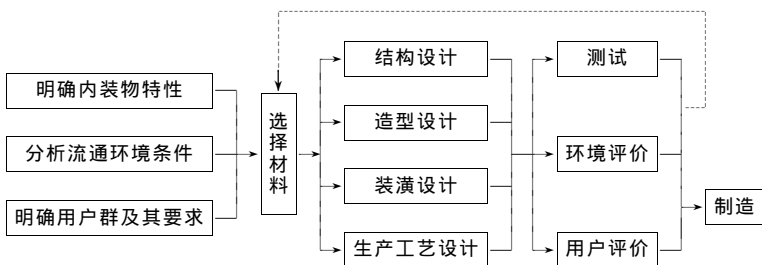 明确内装物特性
分析流通环境条件
明确用户群及其要求
选择材料
结构设计
造型设计
装潢设计
生产工艺设计
测试
环境评价
用户评价
制造